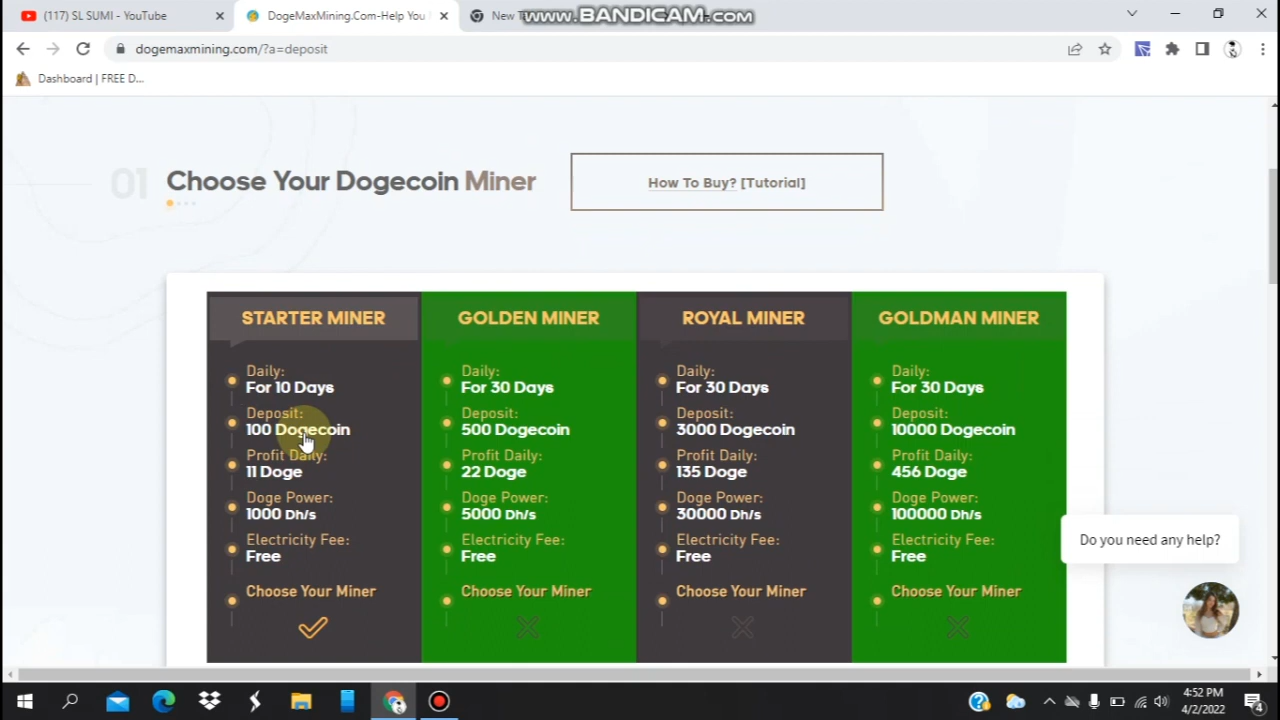 (117) SL SUMI - YouTube
DogeMaxMining.Com-Help You
New T
www.BANDICAM.com
dogemaxmining.com/?a=deposit
Dashboard | FREE D...
01 Choose Your Dogecoin Miner
How To Buy? [Tutorial]
STARTER MINER
Daily:
For 10 Days
Deposit:
100 Dogecoin
Profit Daily:
11 Doge
Doge Power:
1000 Dh/s
Electricity Fee:
Free
Choose Your Miner
GOLDEN MINER
Daily:
For 30 Days
Deposit:
500 Dogecoin
Profit Daily:
22 Doge
Doge Power:
5000 Dh/s
Electricity Fee:
Free
Choose Your Miner
ROYAL MINER
Daily:
For 30 Days
Deposit:
3000 Dogecoin
Profit Daily:
135 Doge
Doge Power:
30000 Dh/s
Electricity Fee:
Free
Choose Your Miner
GOLDMAN MINER
Daily:
For 30 Days
Deposit:
10000 Dogecoin
Profit Daily:
456 Doge
Doge Power:
100000 Dh/s
Electricity Fee:
Free
Choose Your Miner
Do you need any help?
4:52 PM
4/2/2022
4